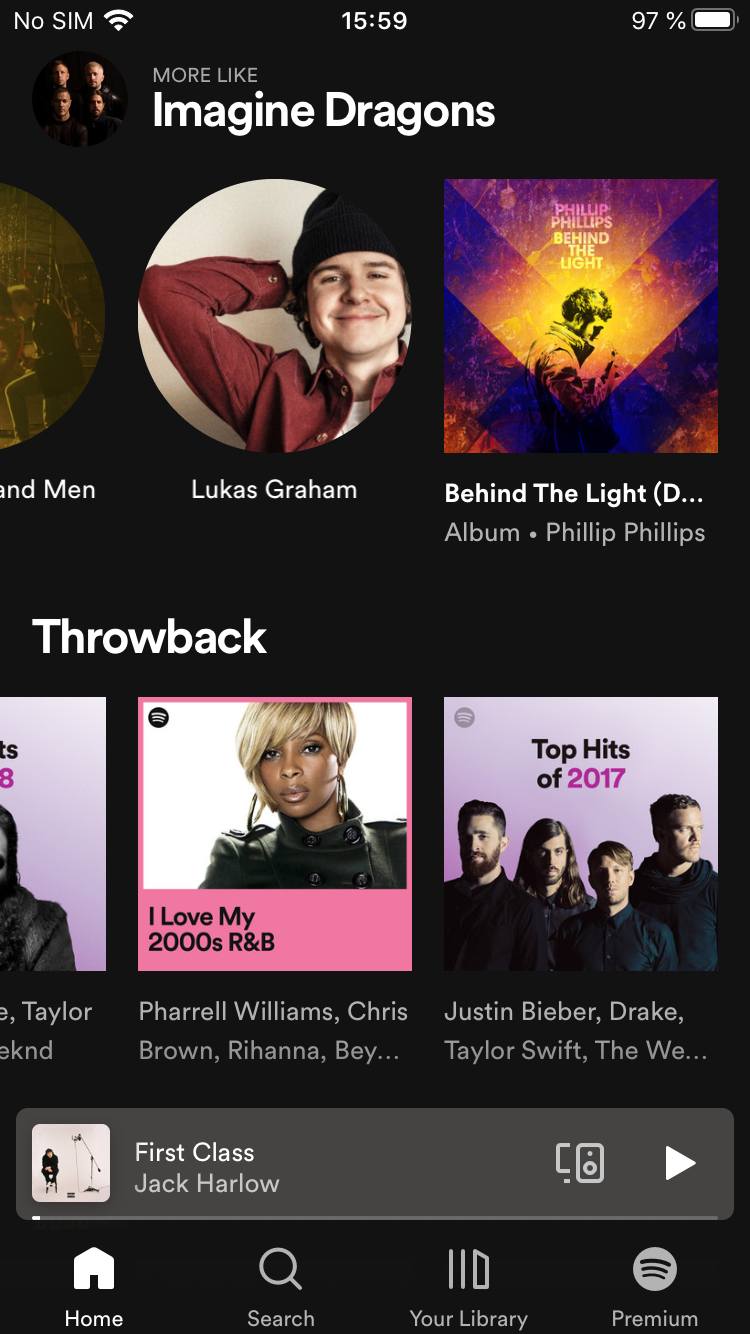 No SIM 15:59 97 %
MORE LIKE
Imagine Dragons
PHILLIP
PHILLIPS
BEHIND
THE
LIGHT
and Men
Lukas Graham
Behind The Light (D...
Album • Phillip Phillips
Throwback
ts
8
I Love My
2000s R&B
Top Hits
of 2017
e, Taylor
eknd
Pharrell Williams, Chris
Brown, Rihanna, Bey...
Justin Bieber, Drake,
Taylor Swift, The We...
First Class
Jack Harlow
Home
Search
Your Library
Premium